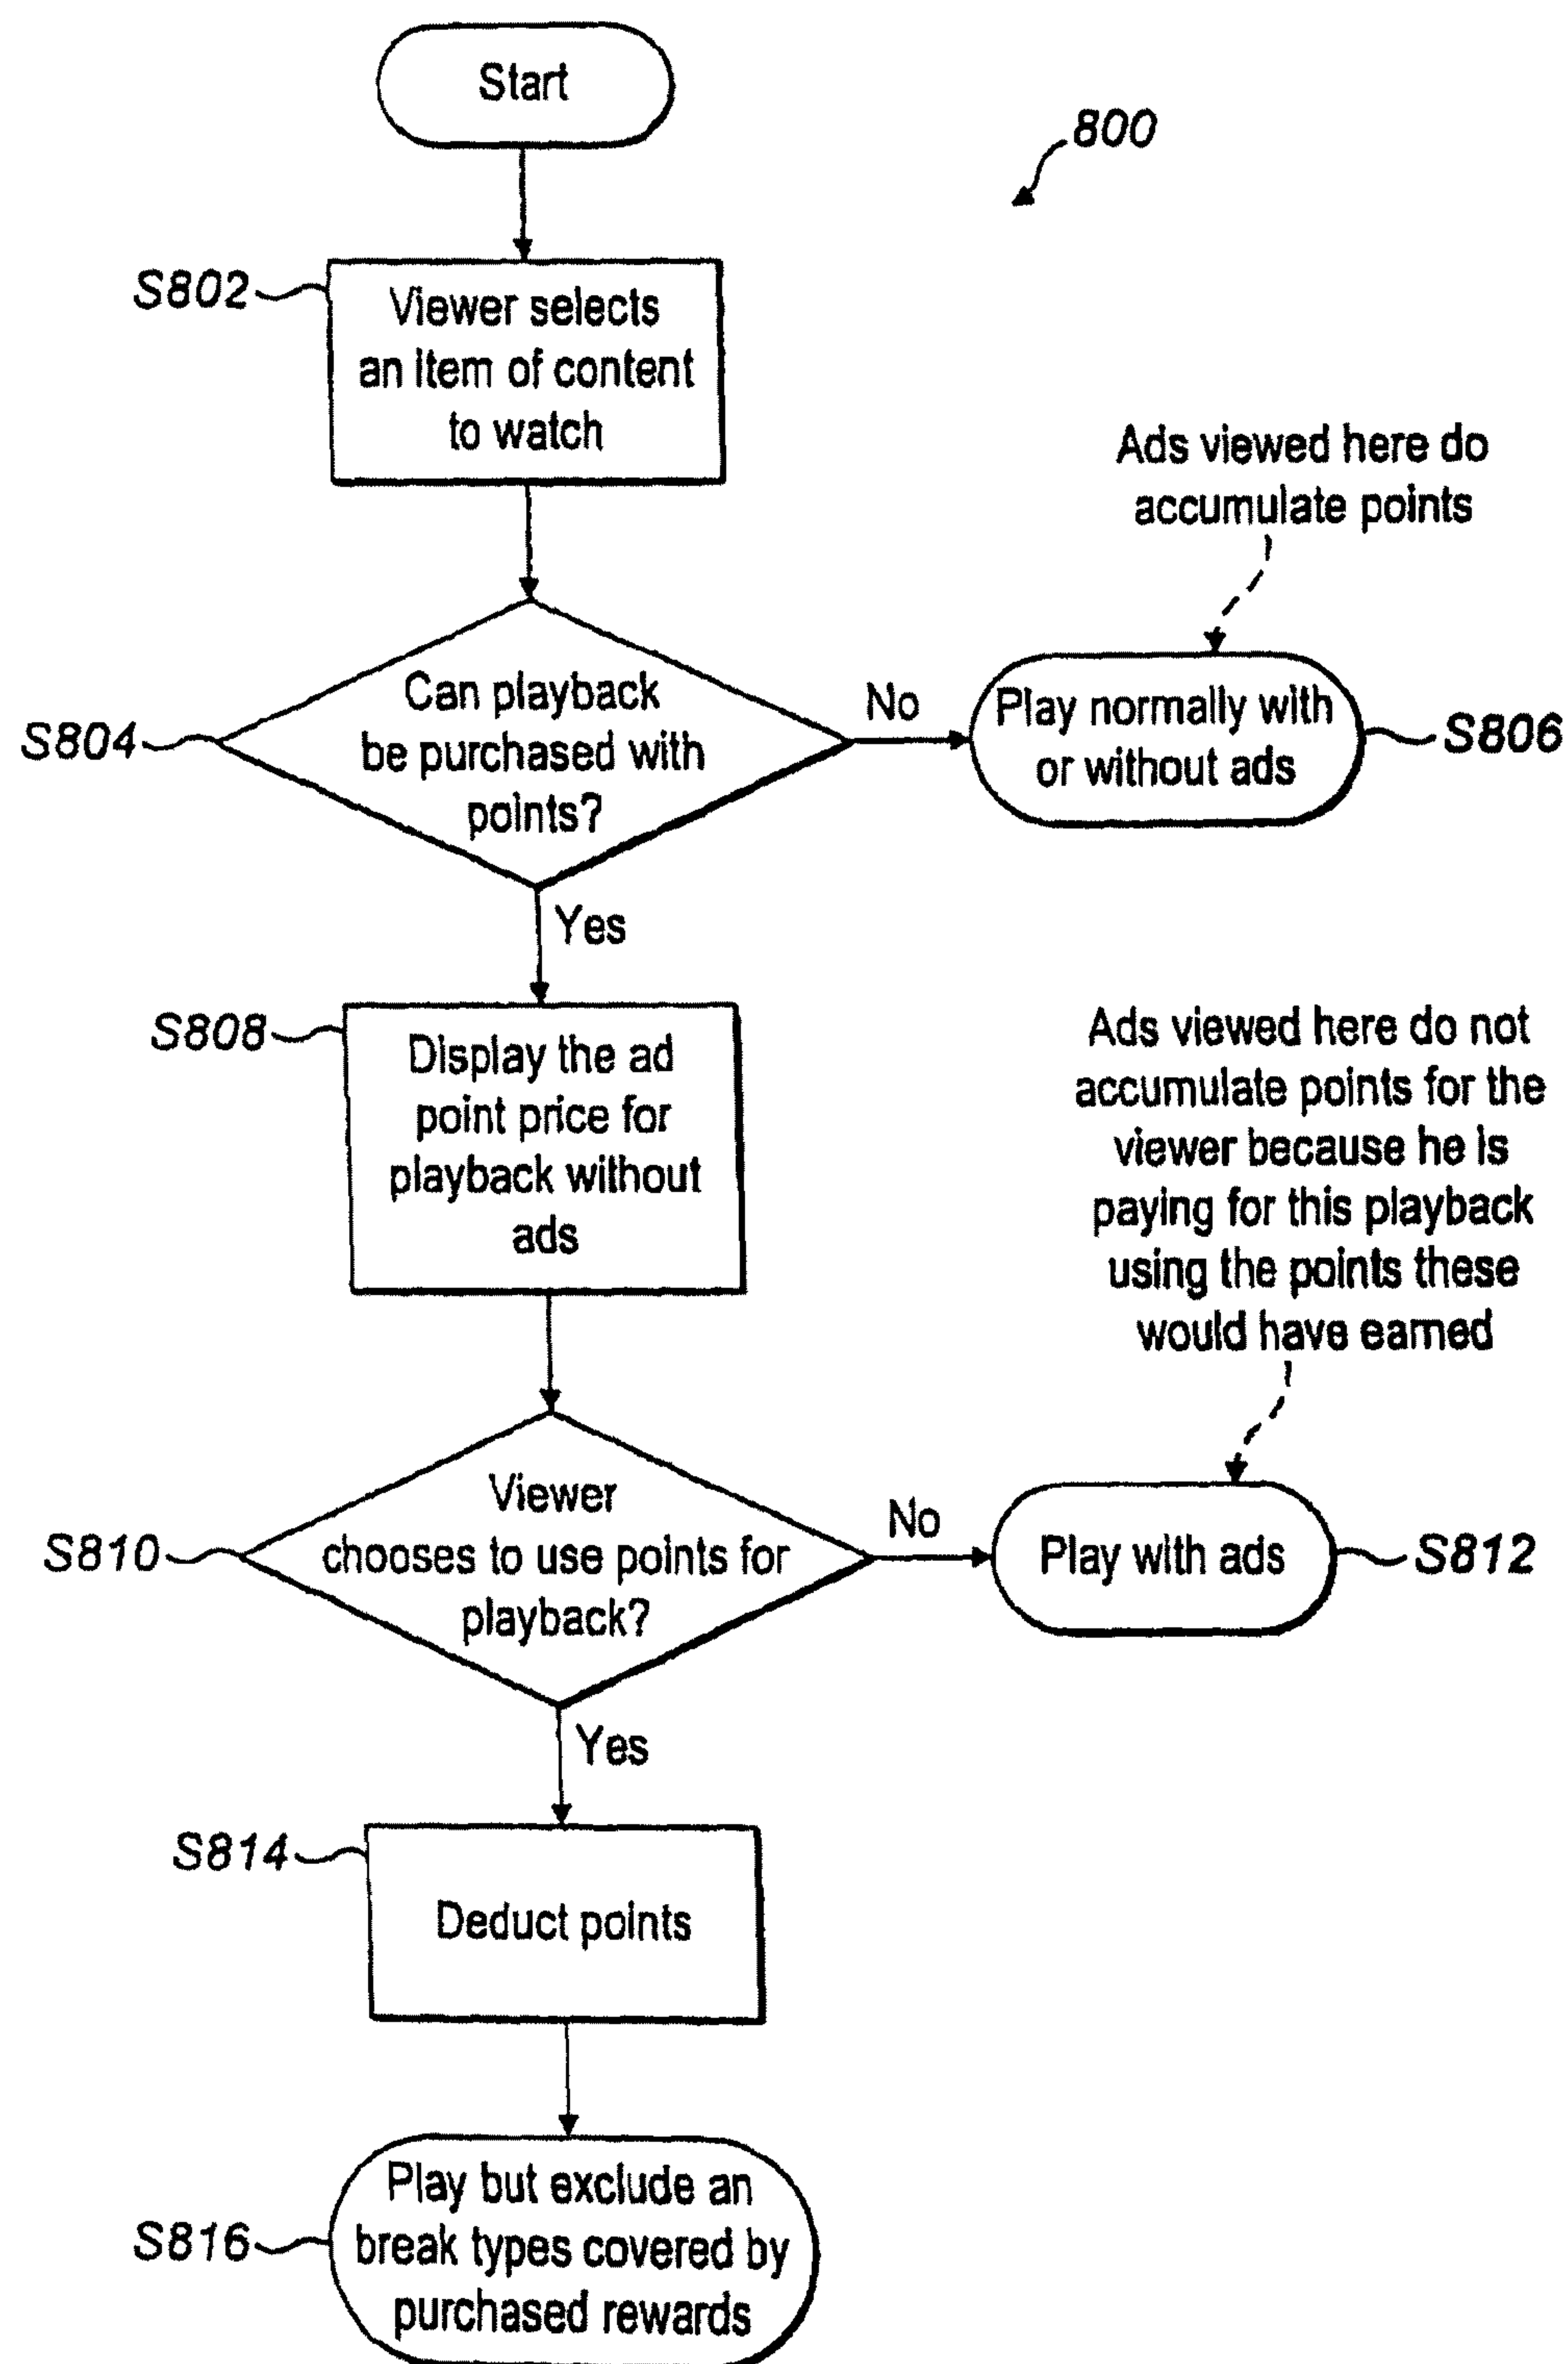 Start
800
S802
Viewer selects
an item of content
to watch
Ads viewed here do
accumulate points
S804
Can playback
be purchased with
points?
No
Play normally with
or without ads
S806
Yes
S808
Display the ad
point price for
playback without
ads
Ads viewed here do not
accumulate points for the
viewer because he is
paying for this playback
using the points these
would have earned
S810
Viewer
chooses to use points for
playback?
No
Play with ads
S812
Yes
S814
Deduct points
S816
Play but exclude an
break types covered by
purchased rewards